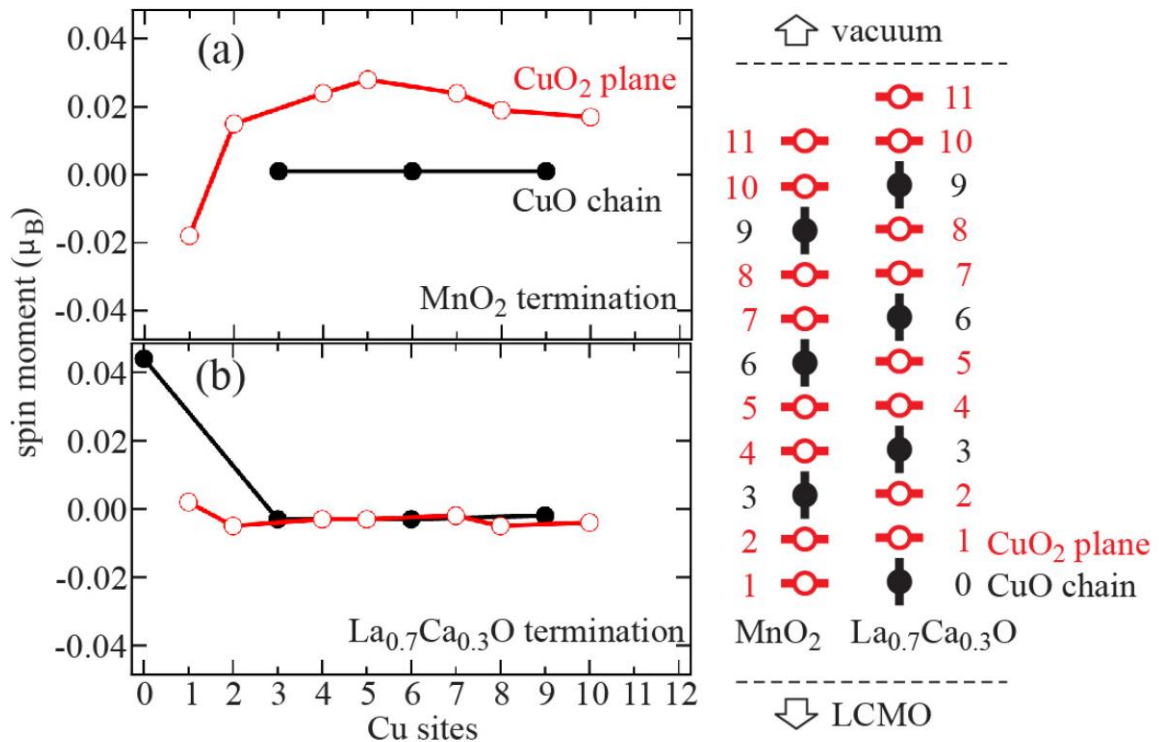 (a)
0.04
0.02
0.00
-0.02
-0.04
CuO₂ plane
CuO chain
MnO₂ termination
spin moment (μB)
(b)
0.04
0.02
0.00
-0.02
-0.04
La₀.₇Ca₀.₃O termination
0 1 2 3 4 5 6 7 8 9 10 11 12
Cu sites
vacuum
11
11 10
10 9
9 8
8 7
7 6
6 5
5 4
4 3
3 2
2 1 CuO₂ plane
1 0 CuO chain
MnO₂ La₀.₇Ca₀.₃O
LCMO